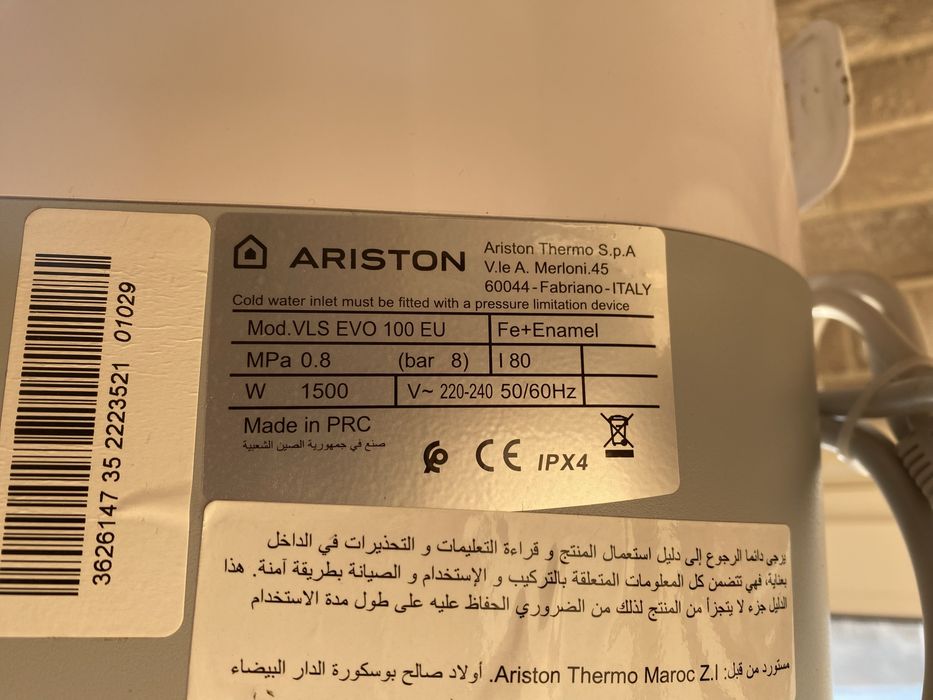 3626147 35 2223521 01029
ARISTON
Ariston Thermo S.p.A
V.le A. Merloni.45
60044 - Fabriano - ITALY
Cold water inlet must be fitted with a pressure limitation device
Mod.VLS EVO 100 EU Fe+Enamel
MPa 0.8 (bar 8) l 80
W 1500 V~ 220-240 50/60Hz
Made in PRC
صنع في جمهورية الصين الشعبية
CE IPX4
يرجى دائما الرجوع إلى دليل استعمال المنتج و قراءة التعليمات و التحذيرات في الداخل
بعناية، فهي تتضمن كل المعلومات المتعلقة بالتركيب و الإستخدام و الصيانة بطريقة آمنة. هذا
الدليل جزء لا يتجزأ من المنتج لذلك من الضروري الحفاظ عليه على طول مدة الاستخدام
مستورد من قبل: Ariston Thermo Maroc Z.I. أولاد صالح بوسكورة الدار البيضاء